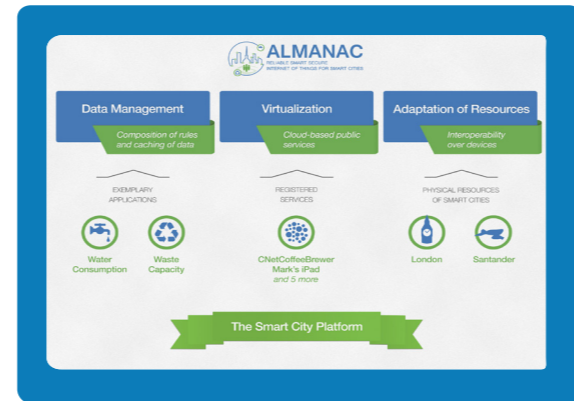 ALMANAC
RELIABLE SMART SECURE
INTERNET OF THINGS FOR SMART CITIES
Data Management
Composition of rules
and caching of data
Virtualization
Cloud-based public
services
Adaptation of Resources
Interoperability
over devices
EXEMPLARY
APPLICATIONS
REGISTERED
SERVICES
PHYSICAL RESOURCES
OF SMART CITIES
Water
Consumption
Waste
Capacity
CNetCoffeeBrewer
Mark's iPad
and 5 more
London
Santander
The Smart City Platform